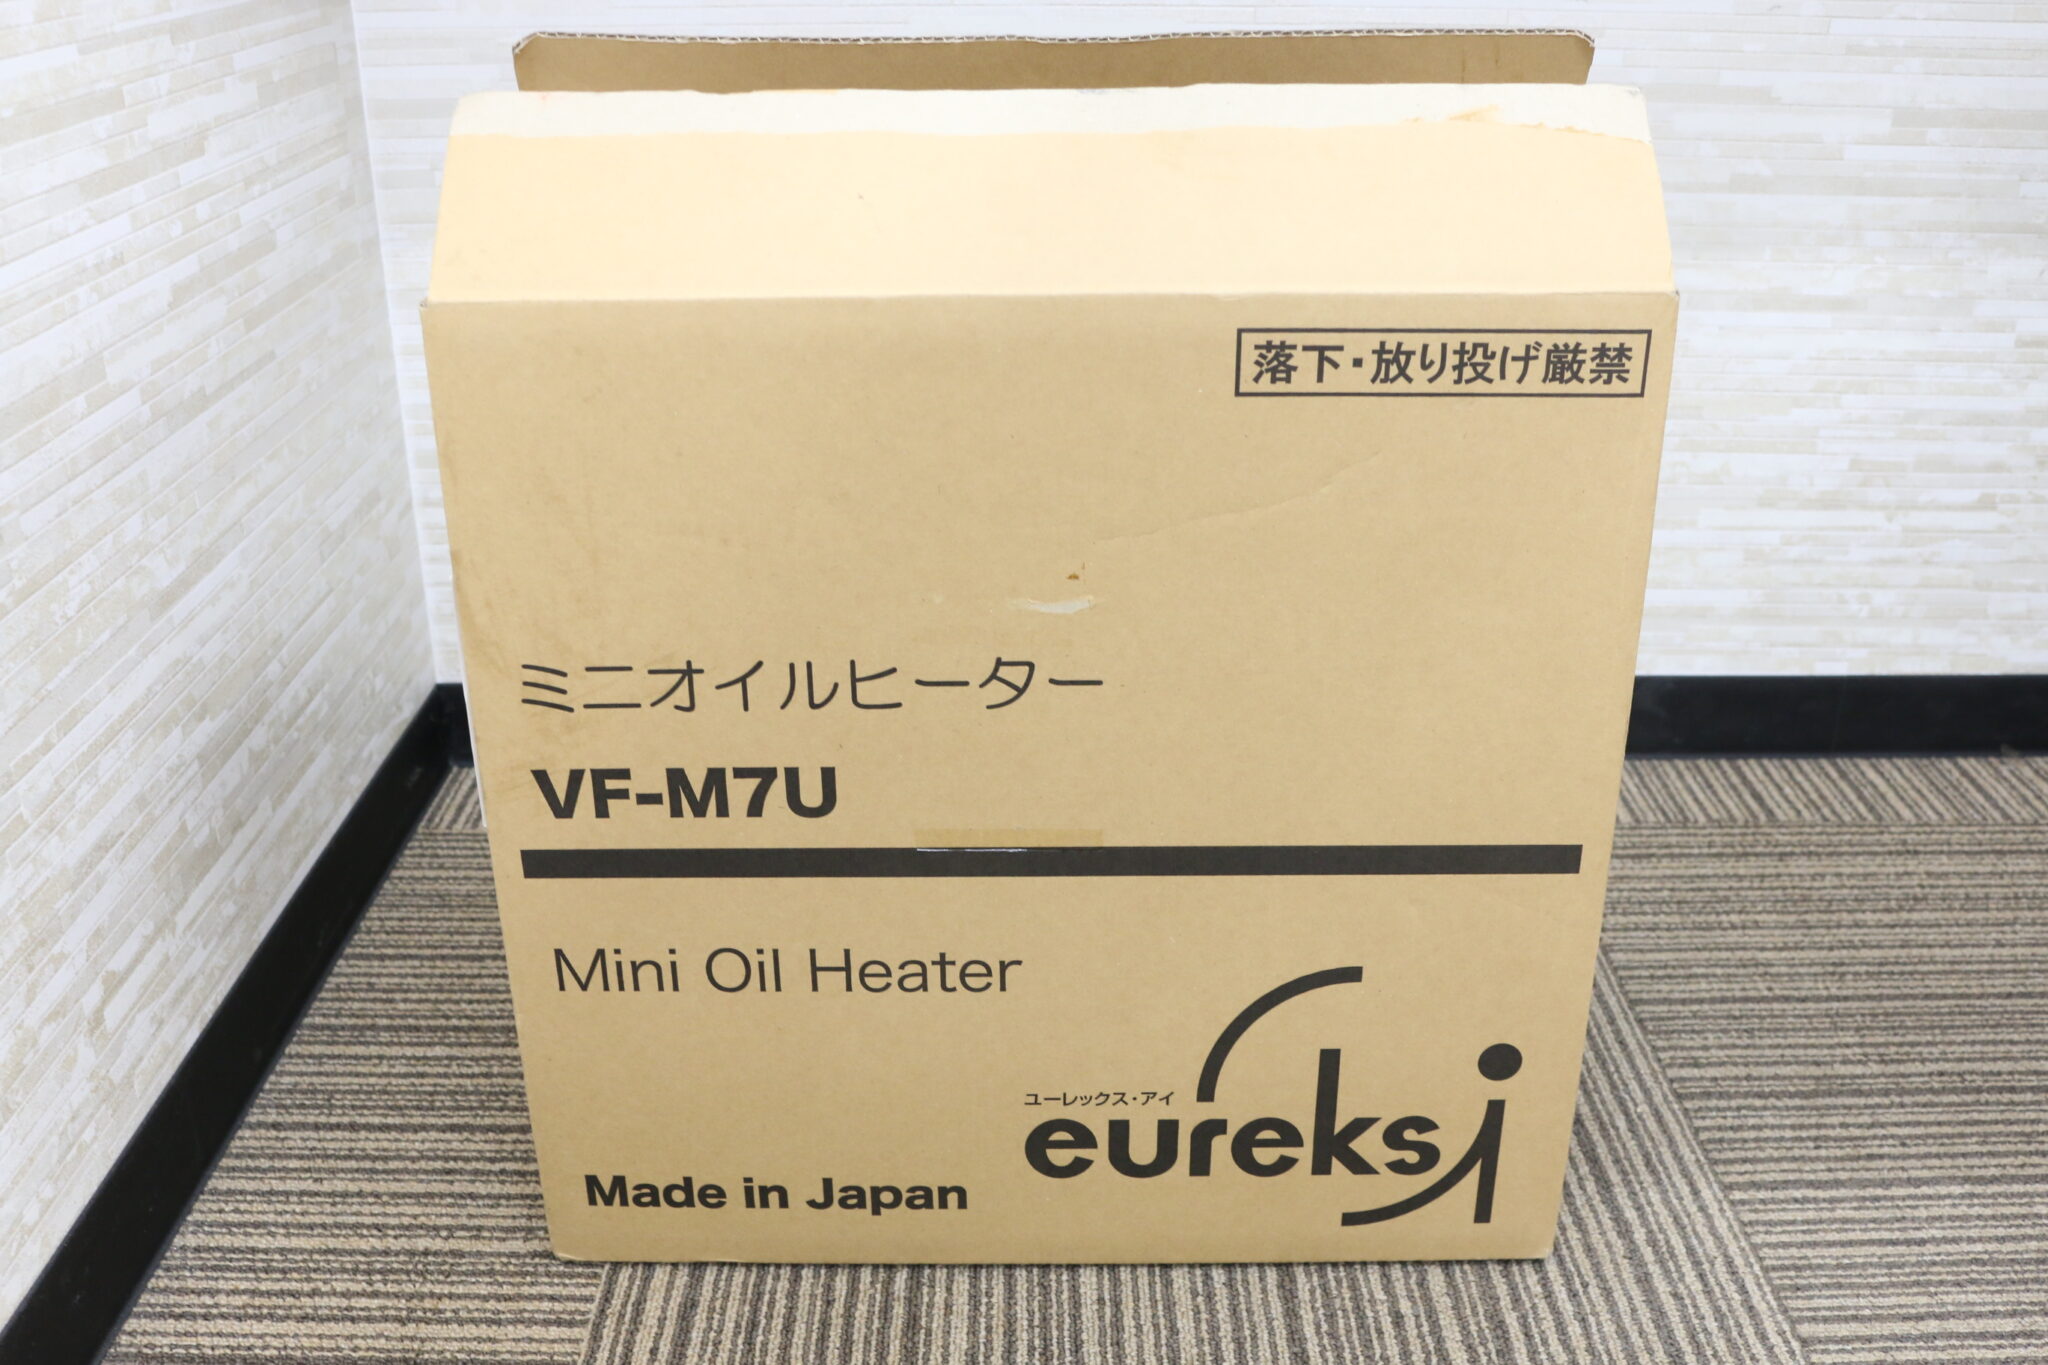 落下・放り投げ厳禁
ミニオイルヒーター
VF-M7U
Mini Oil Heater
ユーレックス・アイ
eureks i
Made in Japan